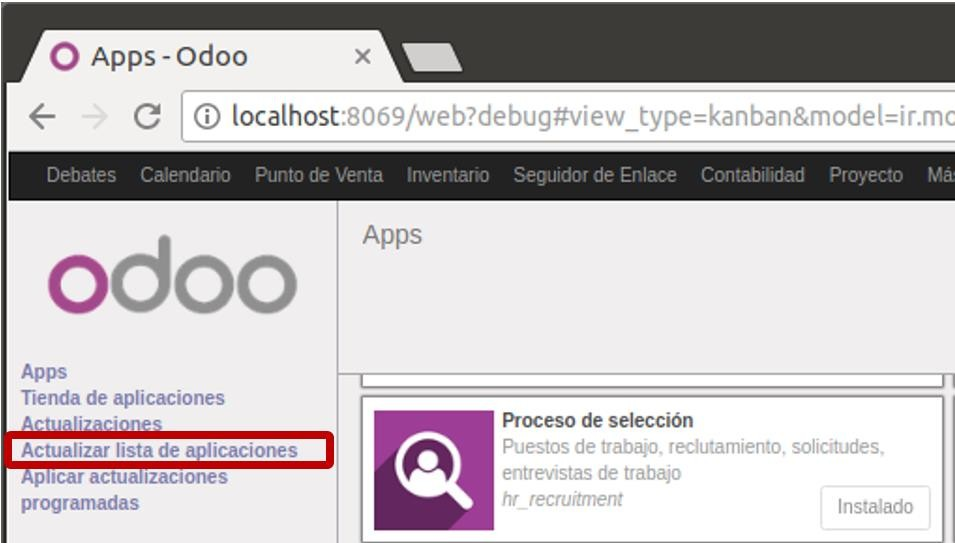 Apps - Odoo
localhost:8069/web?debug#view_type=kanban&model=ir.mo
Debates Calendario Punto de Venta Inventario Seguidor de Enlace Contabilidad Proyecto Más
odoo
Apps
Apps
Tienda de aplicaciones
Actualizaciones
Actualizar lista de aplicaciones
Aplicar actualizaciones
programadas
Proceso de selección
Puestos de trabajo, reclutamiento, solicitudes,
entrevistas de trabajo
hr_recruitment
Instalado